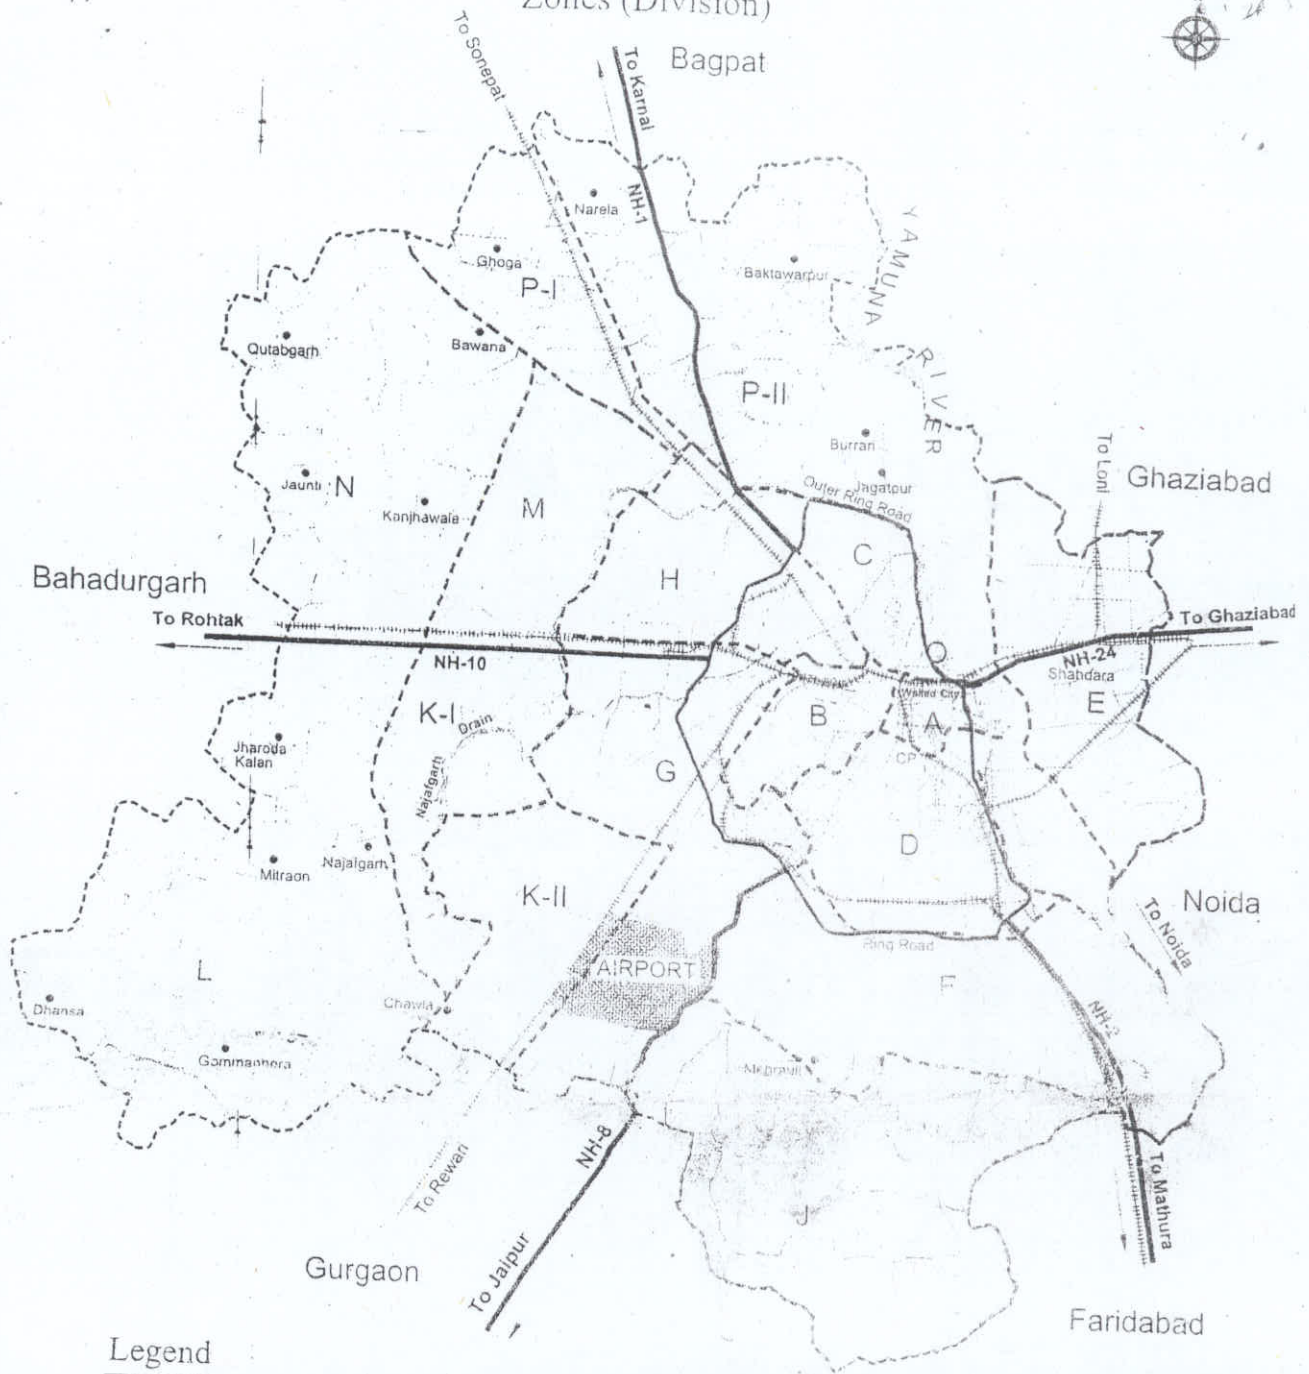 Zones (Division)
To Sonepat
To Karnal
Bagpat
NH-1
Narela
Ghoga
P-I
Baktawarpur
YAMUNA
RIVER
Qutabgarh
Bawana
P-II
Burrari
Jagatpur
Outer Ring Road
To Loni
Ghaziabad
Jaunti
N
Kanjhawale
M
C
H
Bahadurgarh
To Rohtak
To Ghaziabad
NH-10
O
NH-24
Shahdara
Walled City
E
K-I
Drain
Najafgarh
B
A
CP
Jharoda
Kalan
G
D
Najafgarh
Mitraon
K-II
Noida
To Noida
Ring Road
AIRPORT
L
F
Chawla
Dhansa
NH-2
Gommanhera
Mehrauli
NH-8
To Rewari
To Mathura
J
Gurgaon
To Jaipur
Faridabad
Legend